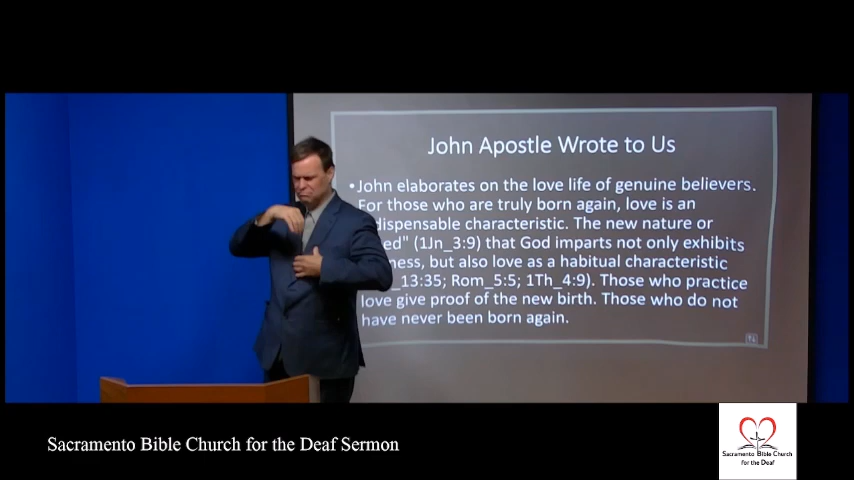 John Apostle Wrote to Us
•John elaborates on the love life of genuine believers.
For those who are truly born again, love is an
dispensable characteristic. The new nature or
ed" (1Jn_3:9) that God imparts not only exhibits
ness, but also love as a habitual characteristic
_13:35; Rom_5:5; 1Th_4:9). Those who practice
love give proof of the new birth. Those who do not
have never been born again.
Sacramento Bible Church for the Deaf Sermon
Sacramento Bible Church
for the Deaf